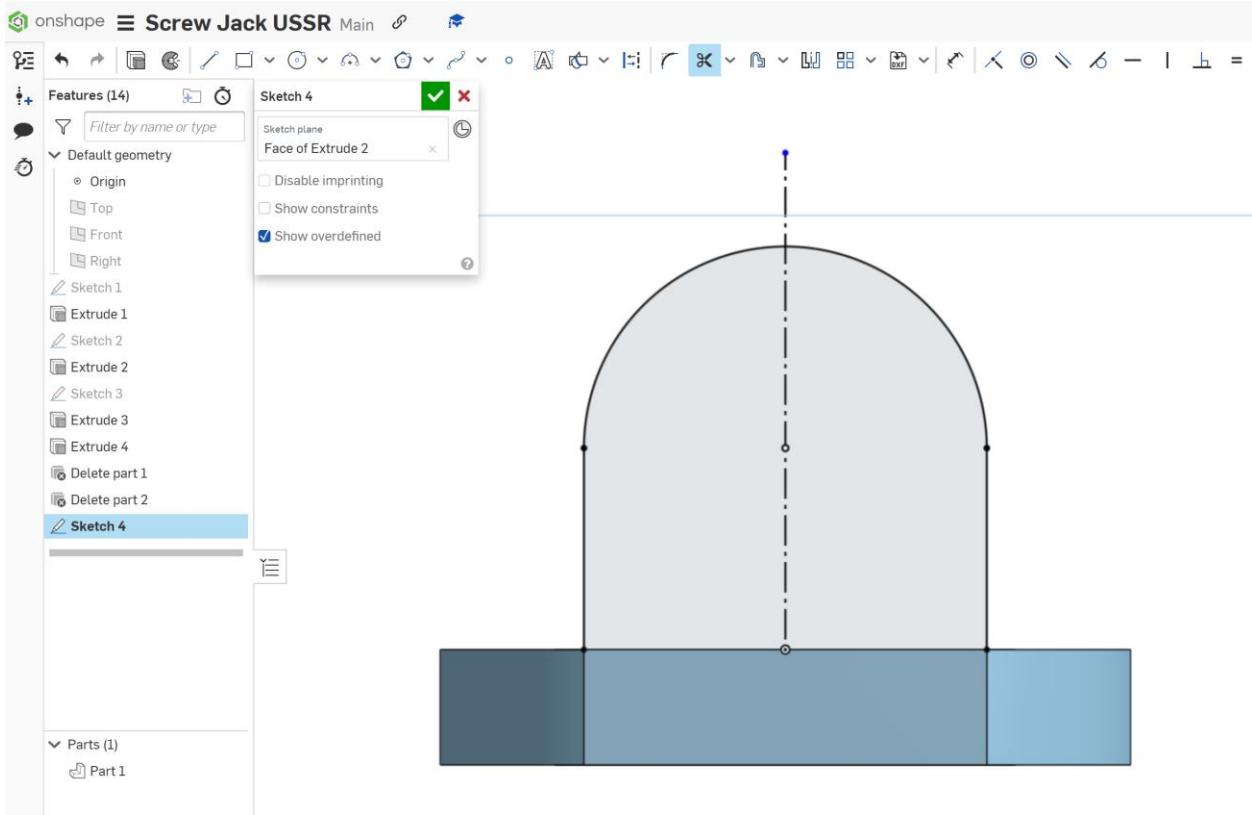 onshape Screw Jack USSR Main
Features (14)
Filter by name or type
Default geometry
Origin
Top
Front
Right
Sketch 1
Extrude 1
Sketch 2
Extrude 2
Sketch 3
Extrude 3
Extrude 4
Delete part 1
Delete part 2
Sketch 4
Parts (1)
Part 1
Sketch 4
Sketch plane
Face of Extrude 2
Disable imprinting
Show constraints
Show overdefined